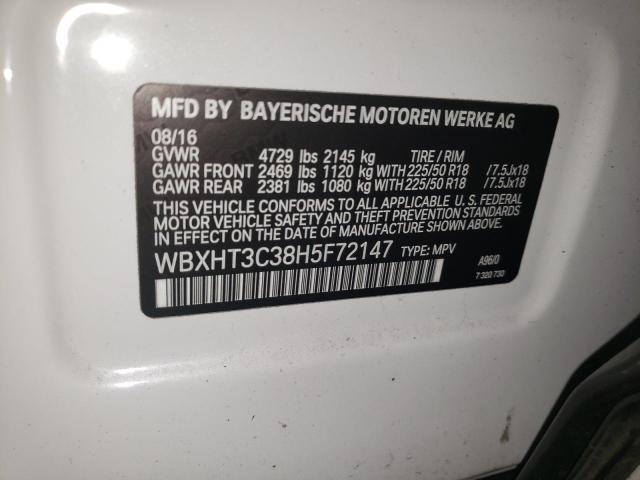 MFD BY BAYERISCHE MOTOREN WERKE AG
08/16
GVWR 4729 lbs 2145 kg TIRE / RIM
GAWR FRONT 2469 lbs 1120 kg WITH 225/50 R18 /7.5Jx18
GAWR REAR 2381 lbs 1080 kg WITH 225/50 R18 /7.5Jx18
THIS VEHICLE CONFORMS TO ALL APPLICABLE U. S. FEDERAL
MOTOR VEHICLE SAFETY AND THEFT PREVENTION STANDARDS
IN EFFECT ON THE DATE OF MANUFACTURE SHOWN ABOVE.
WBXHT3C38H5F72147 TYPE: MPV
A96/0
7 320 730